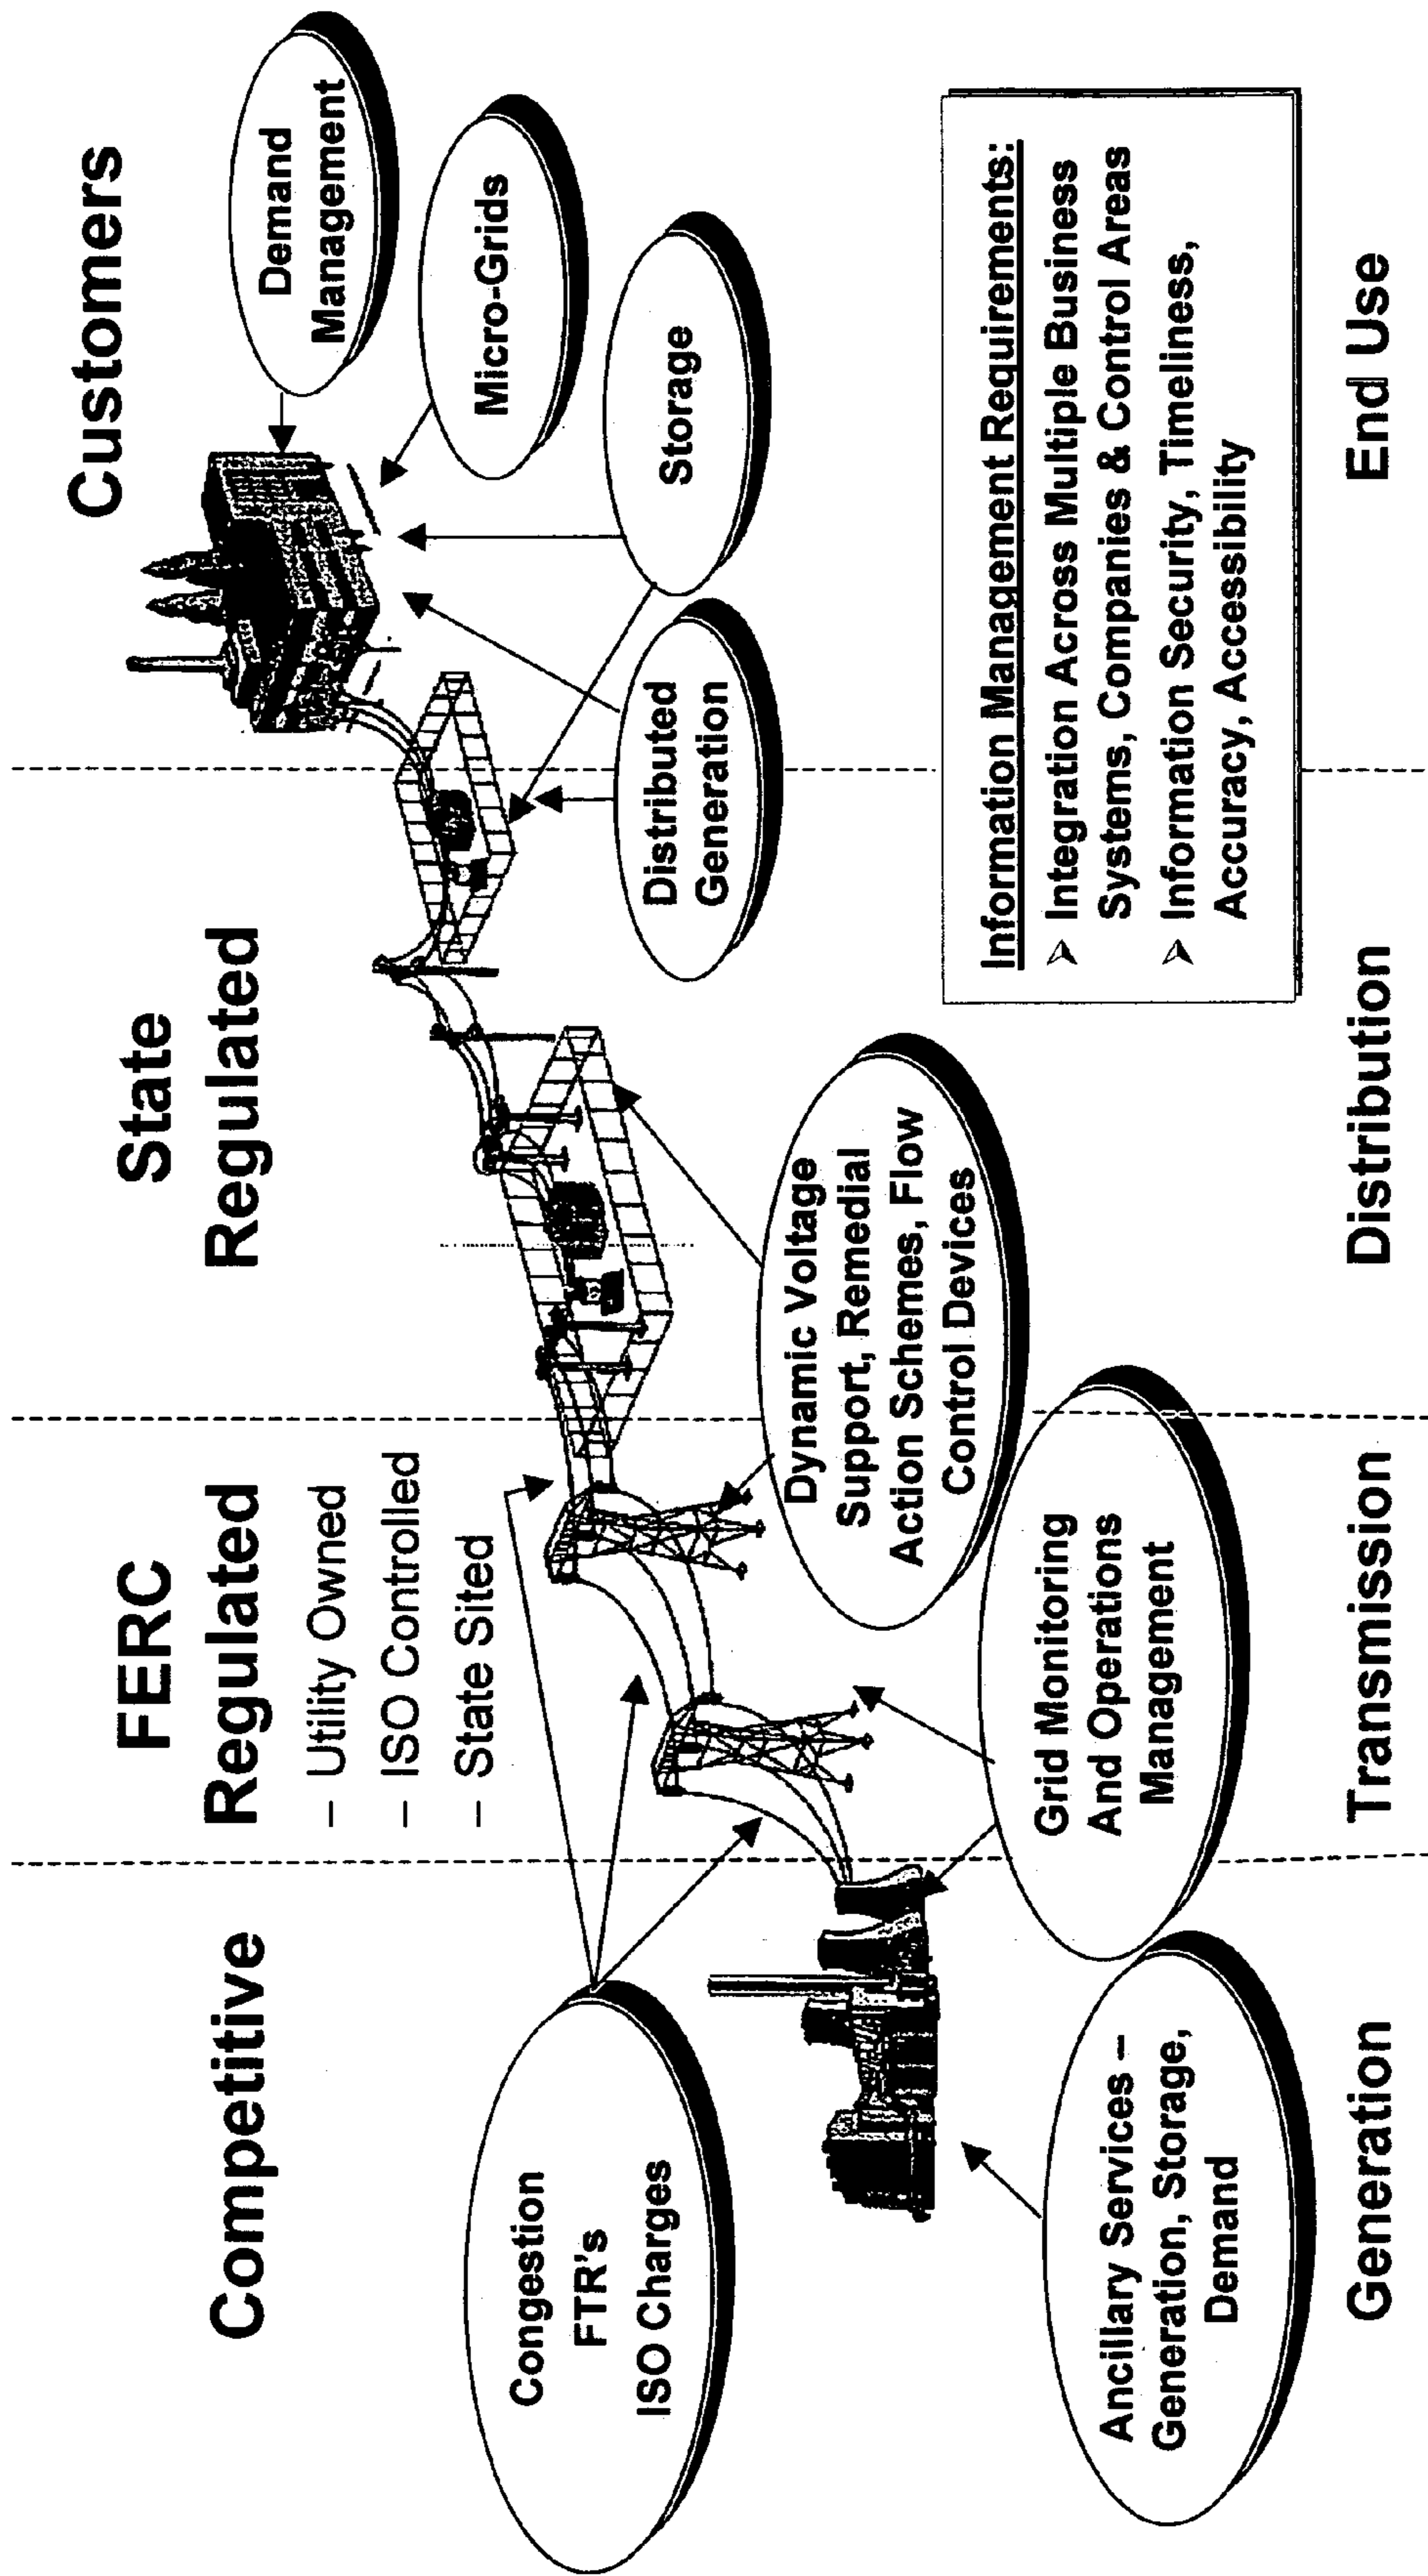 Competitive
FERC
Regulated
– Utility Owned
– ISO Controlled
– State Sited
State
Regulated
Customers
Congestion
FTR's
ISO Charges
Ancillary Services –
Generation, Storage,
Demand
Grid Monitoring
And Operations
Management
Dynamic Voltage
Support, Remedial
Action Schemes, Flow
Control Devices
Distributed
Generation
Storage
Micro-Grids
Demand
Management
Information Management Requirements:
➢ Integration Across Multiple Business
Systems, Companies & Control Areas
➢ Information Security, Timeliness,
Accuracy, Accessibility
Generation
Transmission
Distribution
End Use